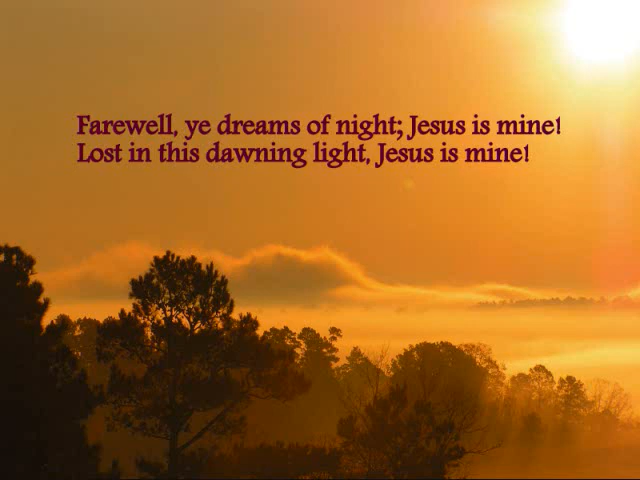 Farewell, ye dreams of night; Jesus is mine!
Lost in this dawning light, Jesus is mine!